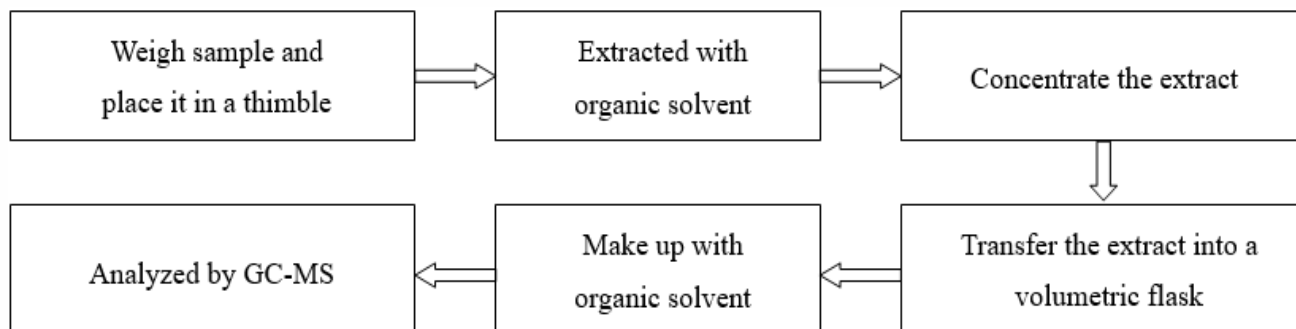 Weigh sample and
place it in a thimble
Extracted with
organic solvent
Concentrate the extract
Transfer the extract into a
volumetric flask
Make up with
organic solvent
Analyzed by GC-MS